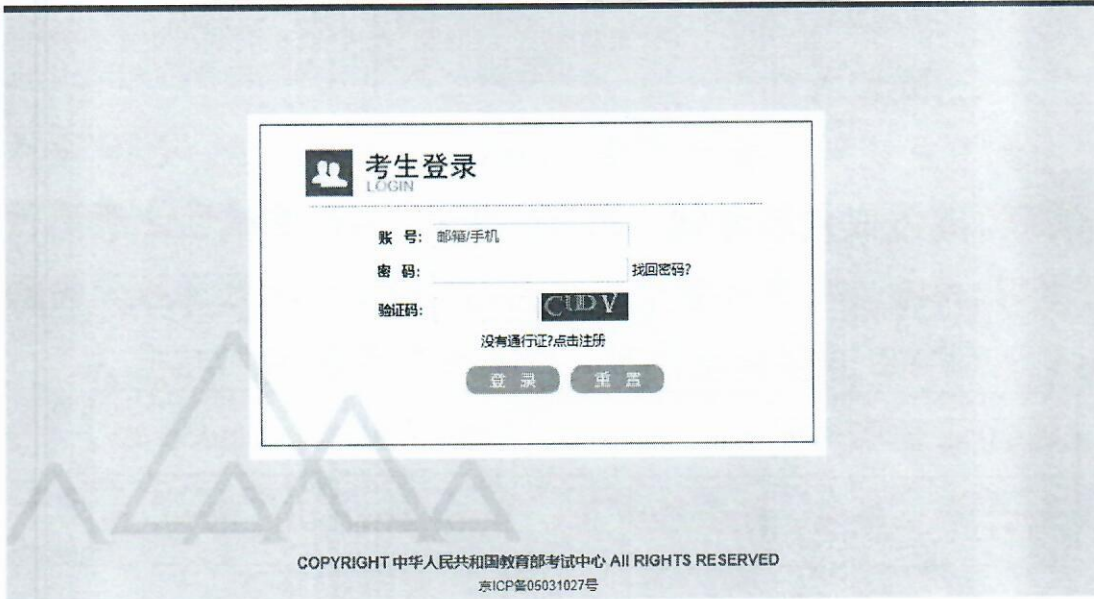 考生登录
LOGIN
账 号: 邮箱/手机
密 码: 找回密码?
验证码: CUDV
没有通行证?点击注册
登 录 重 置
COPYRIGHT 中华人民共和国教育部考试中心 All RIGHTS RESERVED
京ICP备05031027号